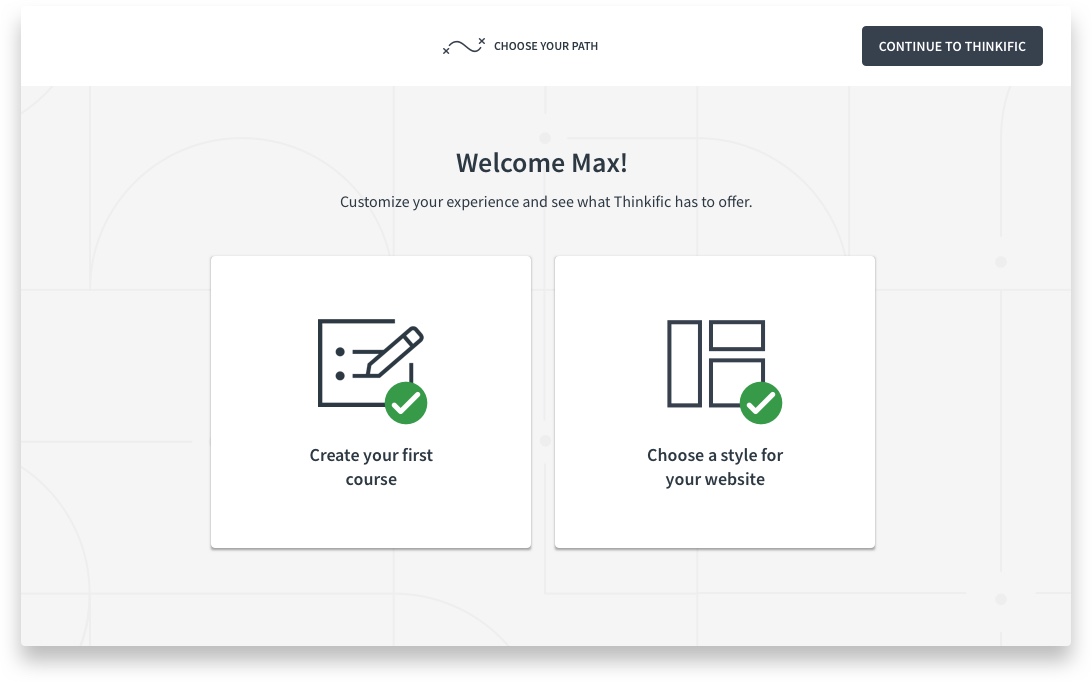 CHOOSE YOUR PATH
CONTINUE TO THINKIFIC
Welcome Max!
Customize your experience and see what Thinkific has to offer.
Create your first
course
Choose a style for
your website